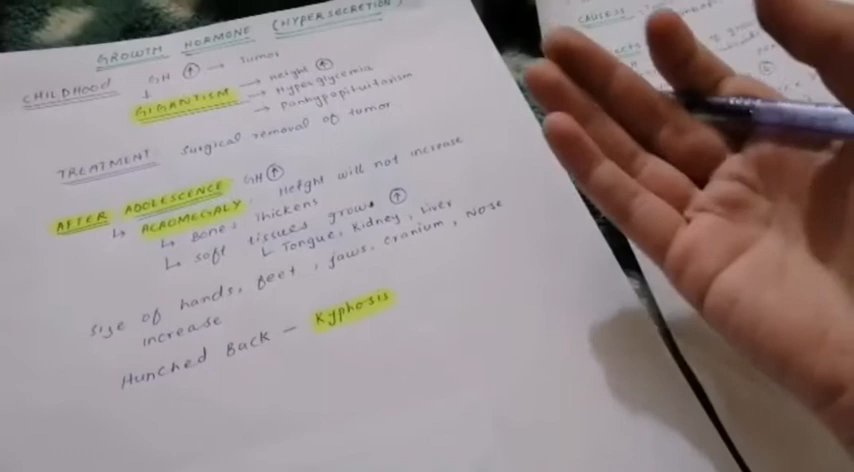 GROWTH HORMONE (HYPERSECRETION)
CHILDHOOD GH ↑ → Tumor
↓
GIGANTISM → Height ↑
→ Hyperglycemia
→ Panhypopituitarism
TREATMENT Surgical removal of tumor
AFTER ADOLESCENCE GH ↑
↳ ACROMEGALY : Height will not increase
↳ Bones thickens
↳ soft tissues grow. ↑
↳ Tongue, kidney, liver
size of hands, feet, jaws, cranium, Nose
increase
Hunched Back - Kyphosis
CAUSES